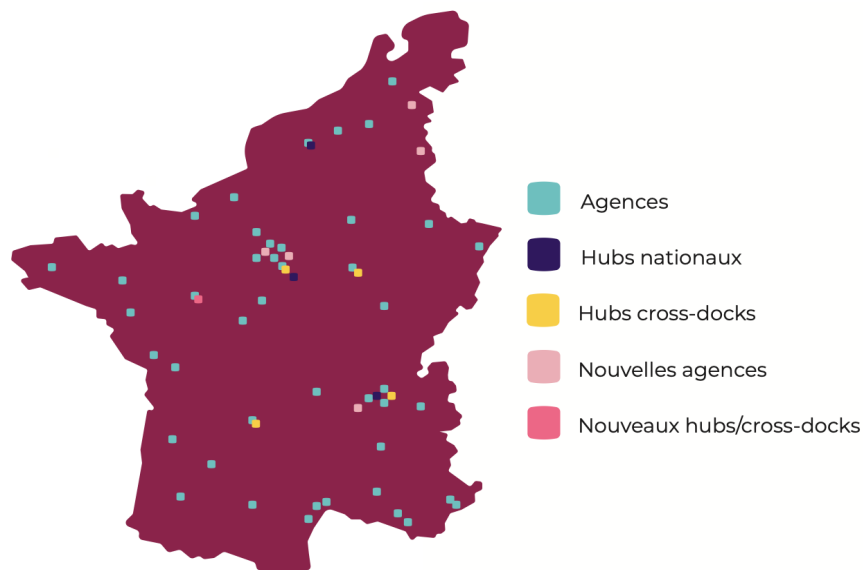 Agences
Hubs nationaux
Hubs cross-docks
Nouvelles agences
Nouveaux hubs/cross-docks